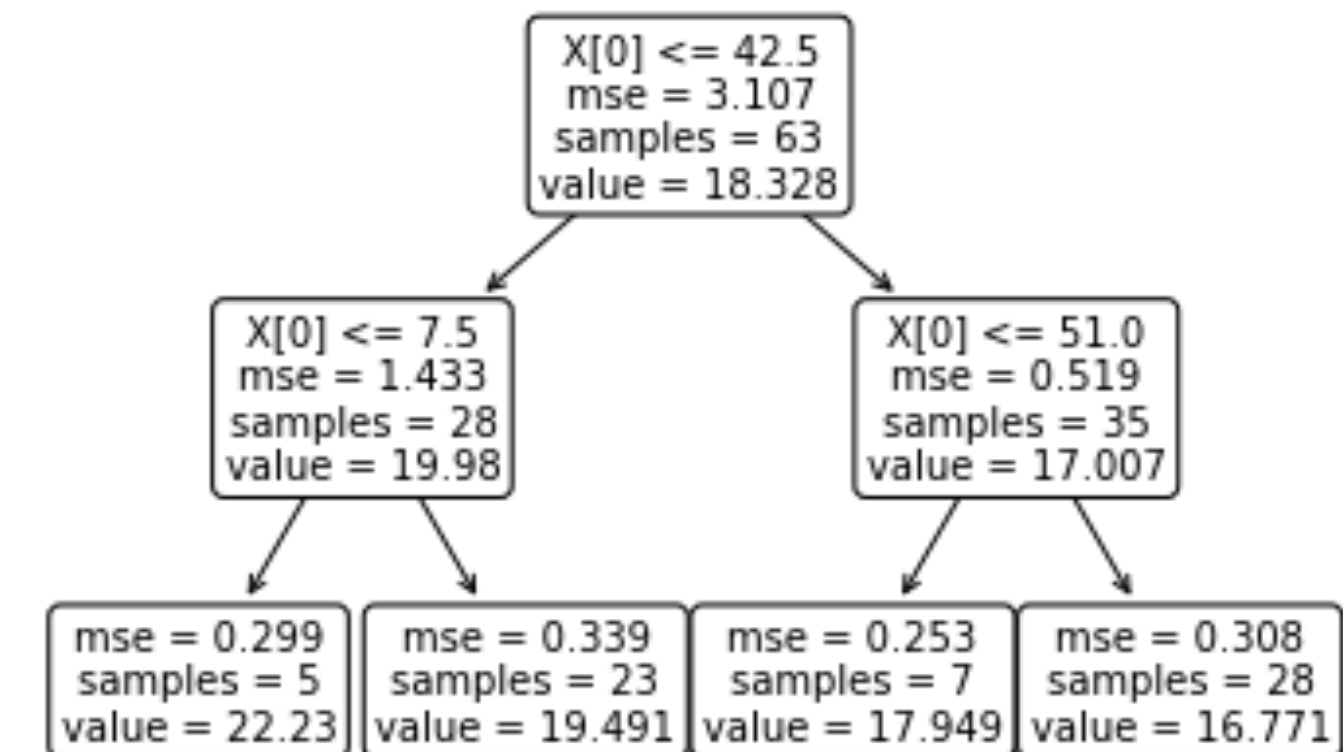 X[0] <= 42.5
mse = 3.107
samples = 63
value = 18.328
X[0] <= 7.5
mse = 1.433
samples = 28
value = 19.98
X[0] <= 51.0
mse = 0.519
samples = 35
value = 17.007
mse = 0.299
samples = 5
value = 22.23
mse = 0.339
samples = 23
value = 19.491
mse = 0.253
samples = 7
value = 17.949
mse = 0.308
samples = 28
value = 16.771